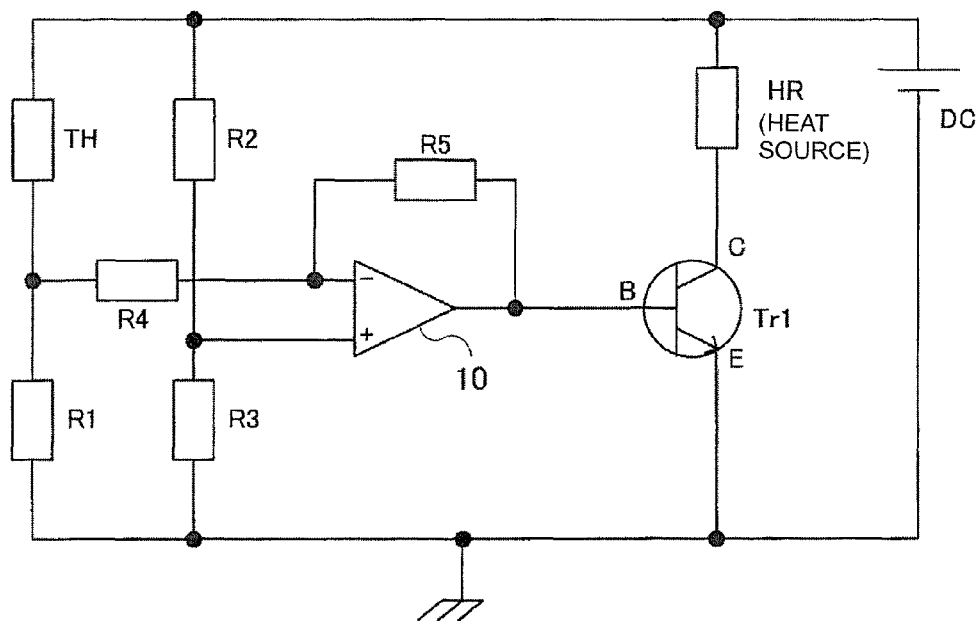 TH
R2
R5
HR
(HEAT
SOURCE)
DC
R4
−
+
10
B
C
Tr1
E
R1
R3